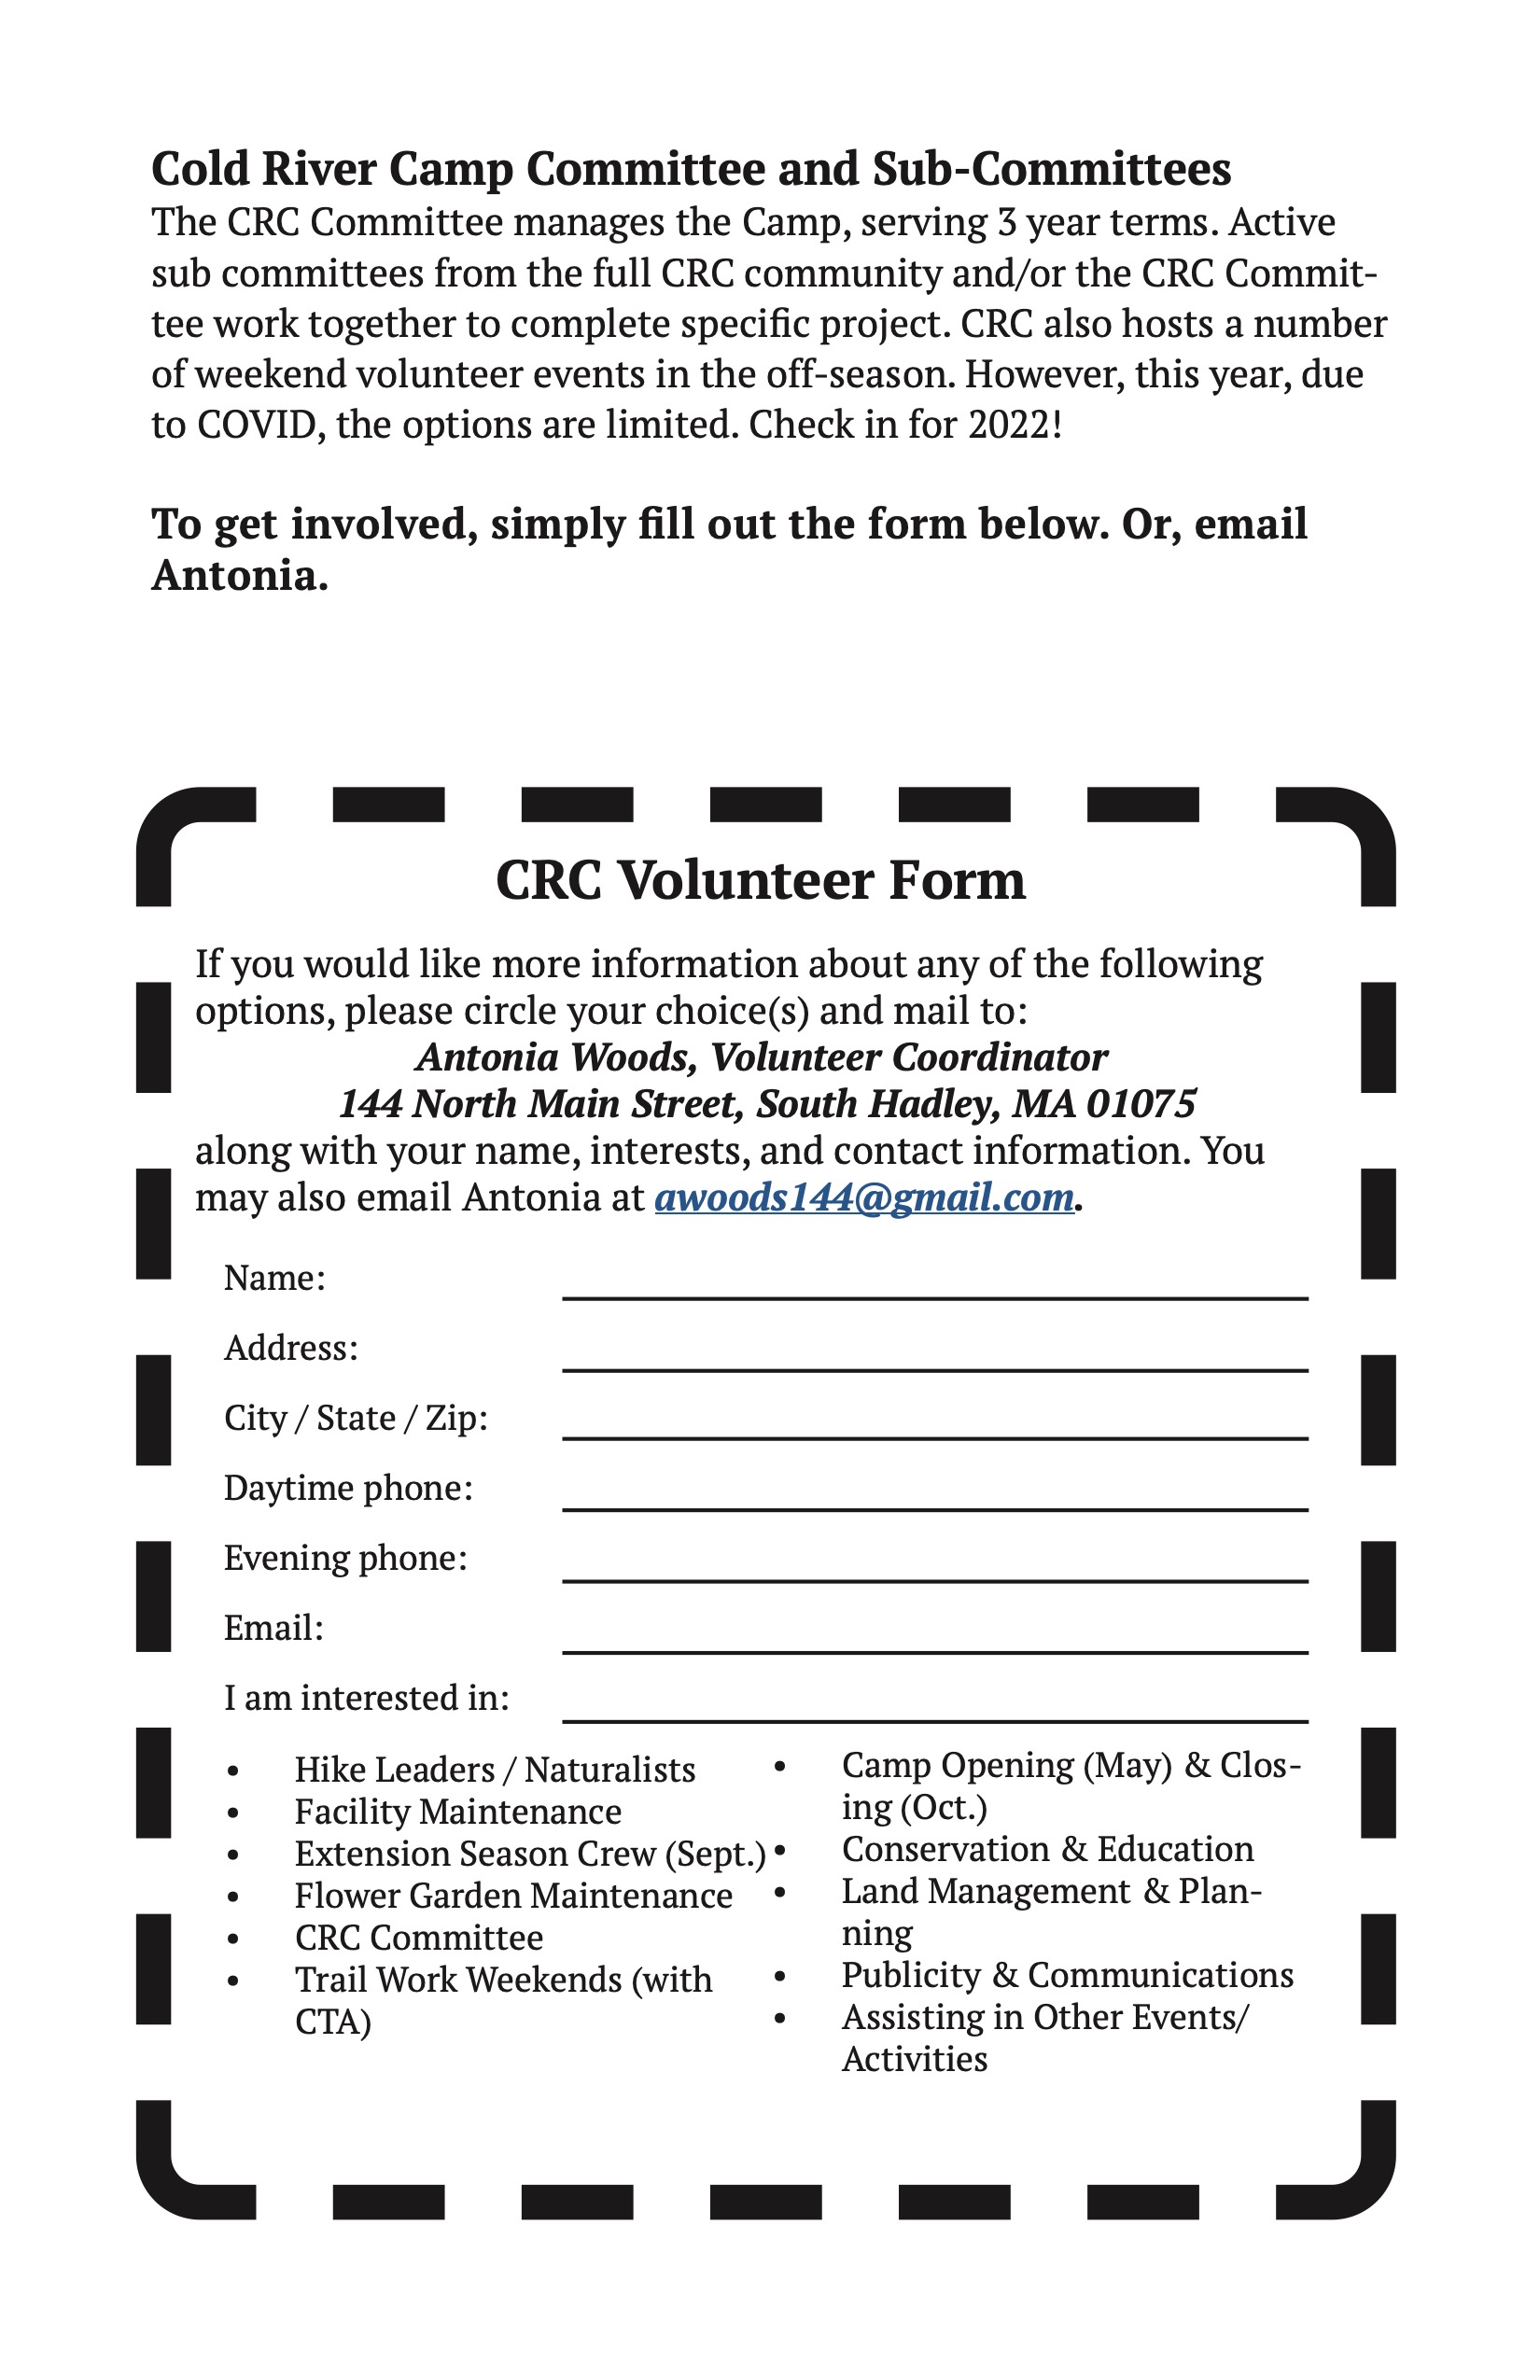 Cold River Camp Committee and Sub-Committees
The CRC Committee manages the Camp, serving 3 year terms. Active
sub committees from the full CRC community and/or the CRC Commit-
tee work together to complete specific project. CRC also hosts a number
of weekend volunteer events in the off-season. However, this year, due
to COVID, the options are limited. Check in for 2022!
To get involved, simply fill out the form below. Or, email
Antonia.
CRC Volunteer Form
If you would like more information about any of the following
options, please circle your choice(s) and mail to:
Antonia Woods, Volunteer Coordinator
144 North Main Street, South Hadley, MA 01075
along with your name, interests, and contact information. You
may also email Antonia at awoods144@gmail.com.
Name:
Address:
City / State / Zip:
Daytime phone:
Evening phone:
Email:
I am interested in:
• Hike Leaders / Naturalists
• Facility Maintenance
• Extension Season Crew (Sept.)
• Flower Garden Maintenance
• CRC Committee
• Trail Work Weekends (with
CTA)
• Camp Opening (May) & Clos-
ing (Oct.)
• Conservation & Education
• Land Management & Plan-
ning
• Publicity & Communications
• Assisting in Other Events/
Activities